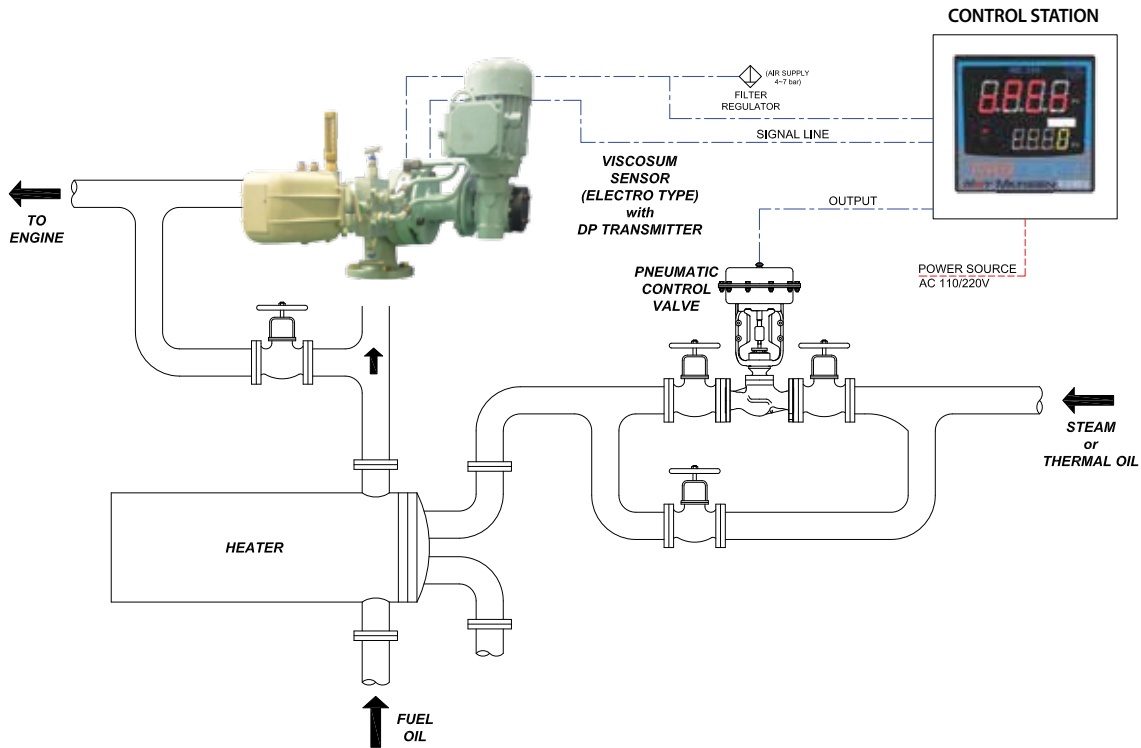 CONTROL STATION
(AIR SUPPLY
4~7 bar)
FILTER
REGULATOR
SIGNAL LINE
VISCOSUM
SENSOR
(ELECTRO TYPE)
with
DP TRANSMITTER
OUTPUT
TO
ENGINE
POWER SOURCE
AC 110/220V
PNEUMATIC
CONTROL
VALVE
STEAM
or
THERMAL OIL
HEATER
FUEL
OIL